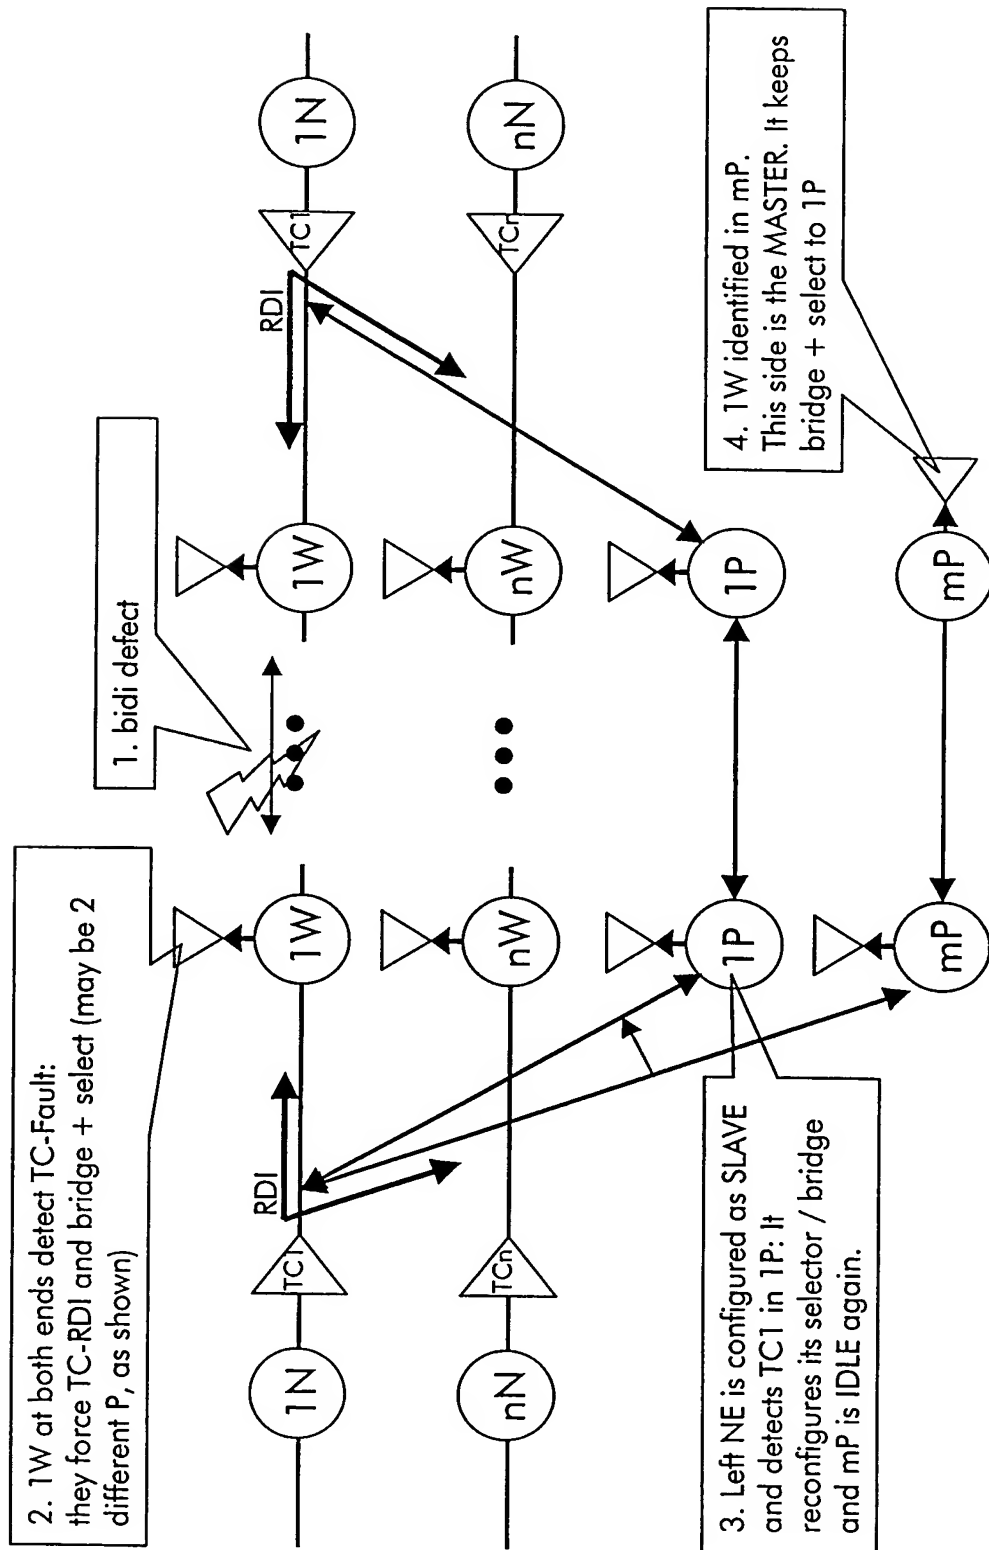 2. 1W at both ends detect TC-Fault:
they force TC-RDI and bridge + select (may be 2
different P, as shown)
1. bidi defect
1N
TC1
RDI
1W
1W
RDI
TC1
1N
nN
TCn
nW
nW
TCn
nN
1P
1P
mP
mP
3. Left NE is configured as SLAVE
and detects TC1 in 1P: It
reconfigures its selector / bridge
and mP is IDLE again.
4. 1W identified in mP.
This side is the MASTER. It keeps
bridge + select to 1P